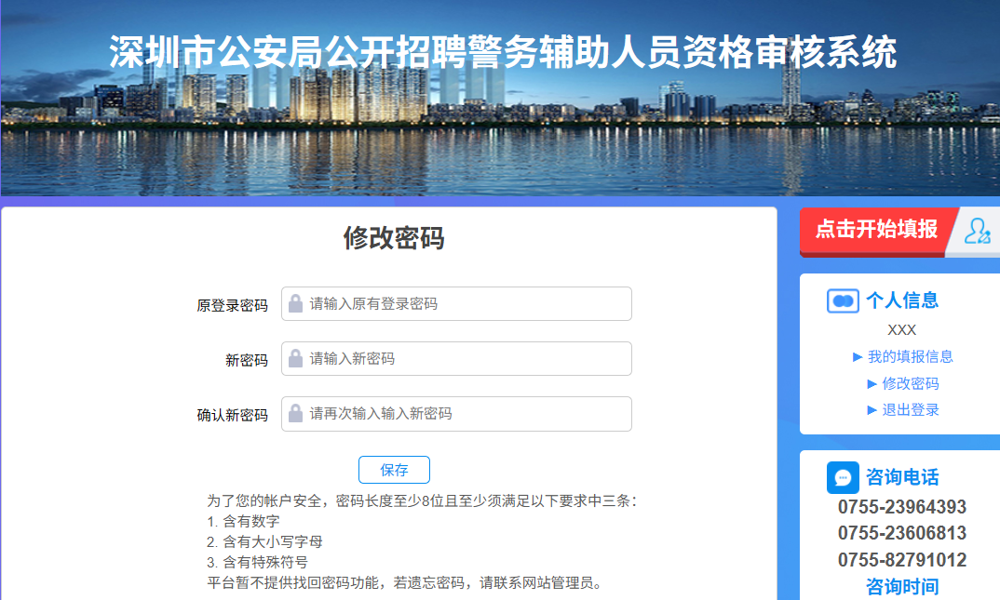 深圳市公安局公开招聘警务辅助人员资格审核系统
修改密码
原登录密码 请输入原有登录密码
新密码 请输入新密码
确认新密码 请再次输入输入新密码
保存
为了您的帐户安全，密码长度至少8位且至少须满足以下要求中三条：
1. 含有数字
2. 含有大小写字母
3. 含有特殊符号
平台暂不提供找回密码功能，若遗忘密码，请联系网站管理员。
点击开始填报
个人信息
XXX
▶ 我的填报信息
▶ 修改密码
▶ 退出登录
咨询电话
0755-23964393
0755-23606813
0755-82791012
咨询时间